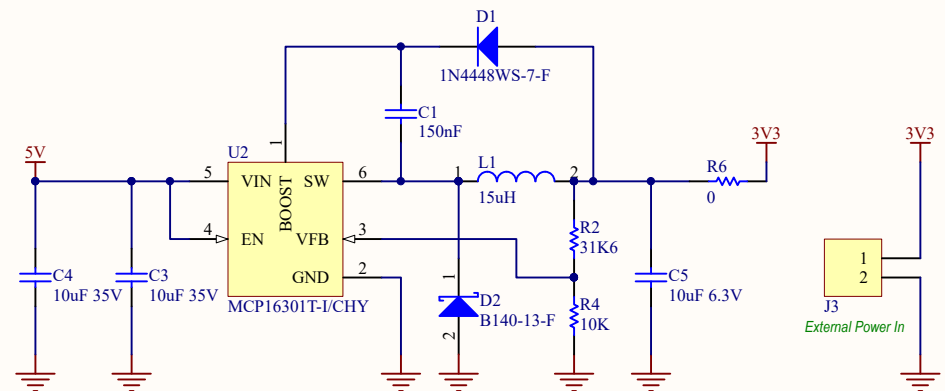 D1
1N4448WS-7-F
C1
150nF
1
5V
U2
5
VIN
BOOST
SW
6
4
EN
VFB
3
GND
2
MCP16301T-I/CHY
C4
10uF 35V
C3
10uF 35V
1
L1
2
15uH
R2
31K6
R4
10K
1
D2
B140-13-F
2
C5
10uF 6.3V
R6
0
3V3
3V3
1
2
J3
External Power In